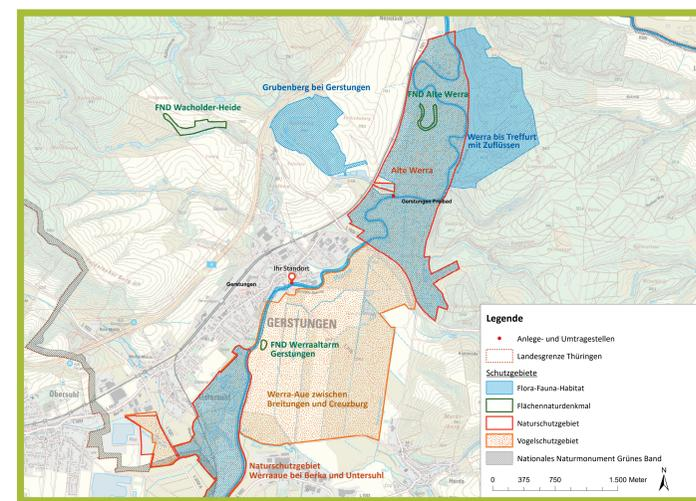 Neustädt
Grubenberg bei Gerstungen
FND Alte Werra
FND Wacholder-Heide
Werra bis Treffurt
mit Zuflüssen
Alte Werra
Gerstungen Freibad
Ihr Standort
Gerstungen
GERSTUNGEN
FND Werraaltarm
Gerstungen
Werra-Aue zwischen
Breitungen und Creuzburg
Obersuhl
Untersuhl
Naturschutzgebiet
Werraaue bei Berka und Untersuhl
Legende
Anlege- und Umtragestellen
Landesgrenze Thüringen
Schutzgebiete
Flora-Fauna-Habitat
Flächennaturdenkmal
Naturschutzgebiet
Vogelschutzgebiet
Nationales Naturmonument Grünes Band
0 375 750 1.500 Meter
N